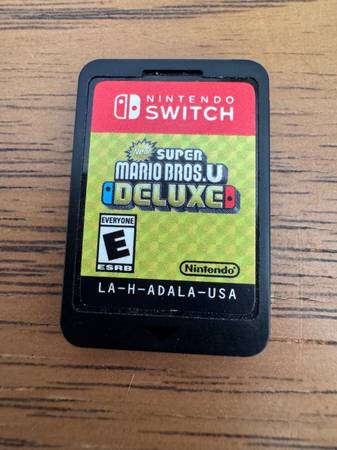 NINTENDO
SWITCH
New SUPER
MARIO BROS.U
DELUXE
EVERYONE
E
ESRB
Nintendo
LA-H-ADALA-USA